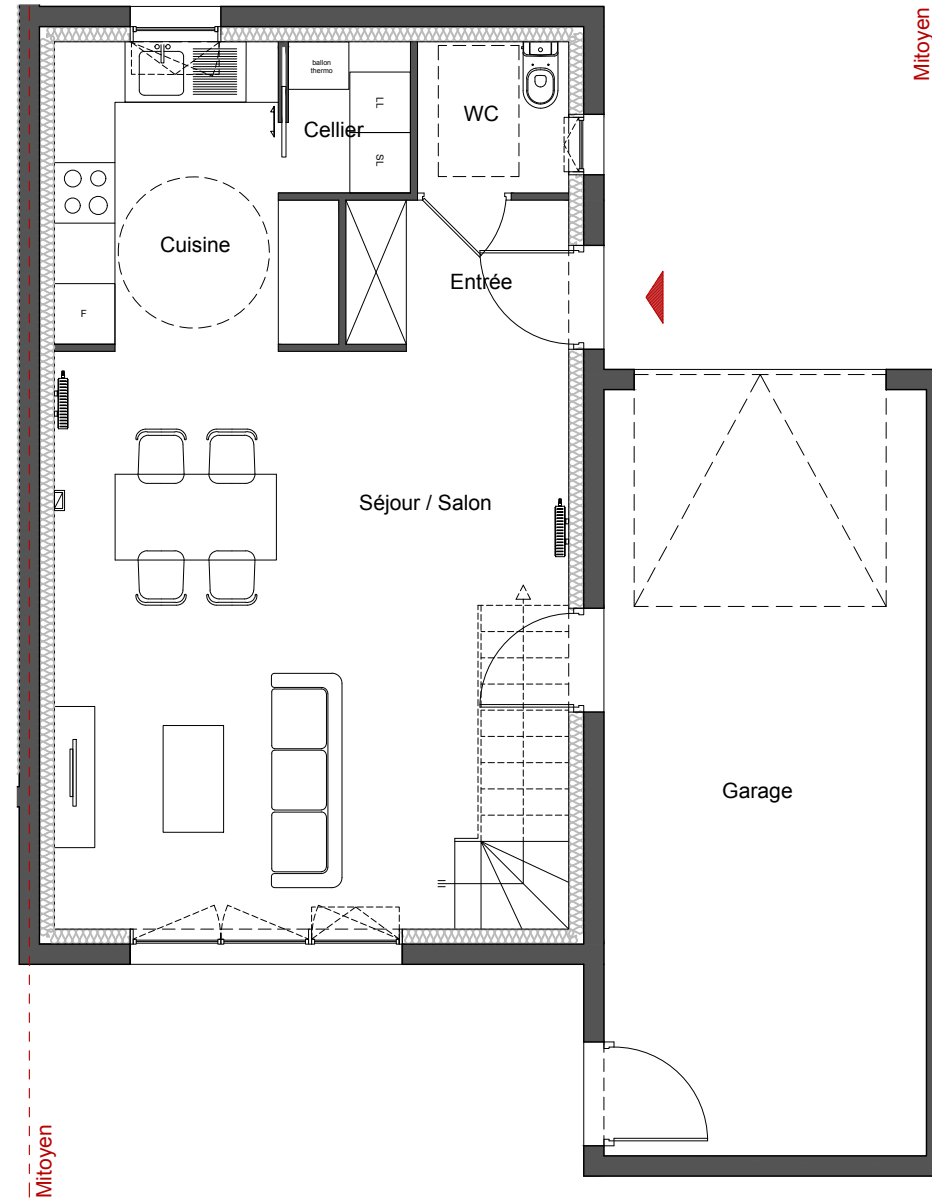 Mitoyen
ballon
thermo
LL
WC
Cellier
SL
Cuisine
Entrée
F
Séjour / Salon
Garage
Mitoyen